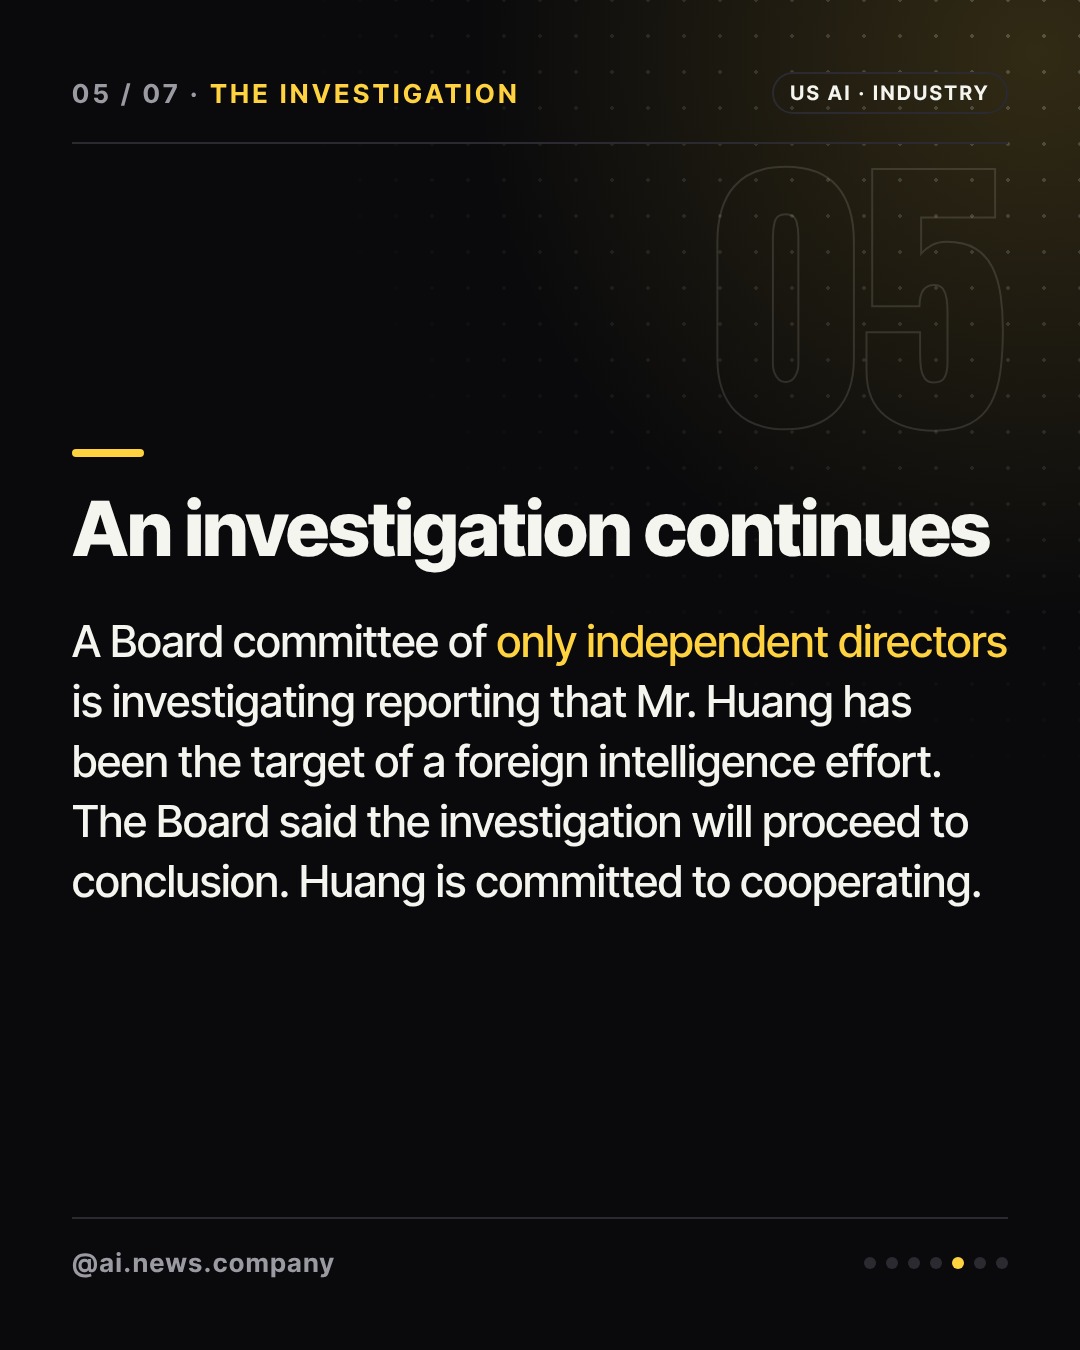 05 / 07 · THE INVESTIGATION
US AI · INDUSTRY
05
An investigation continues
A Board committee of only independent directors
is investigating reporting that Mr. Huang has
been the target of a foreign intelligence effort.
The Board said the investigation will proceed to
conclusion. Huang is committed to cooperating.
@ai.news.company